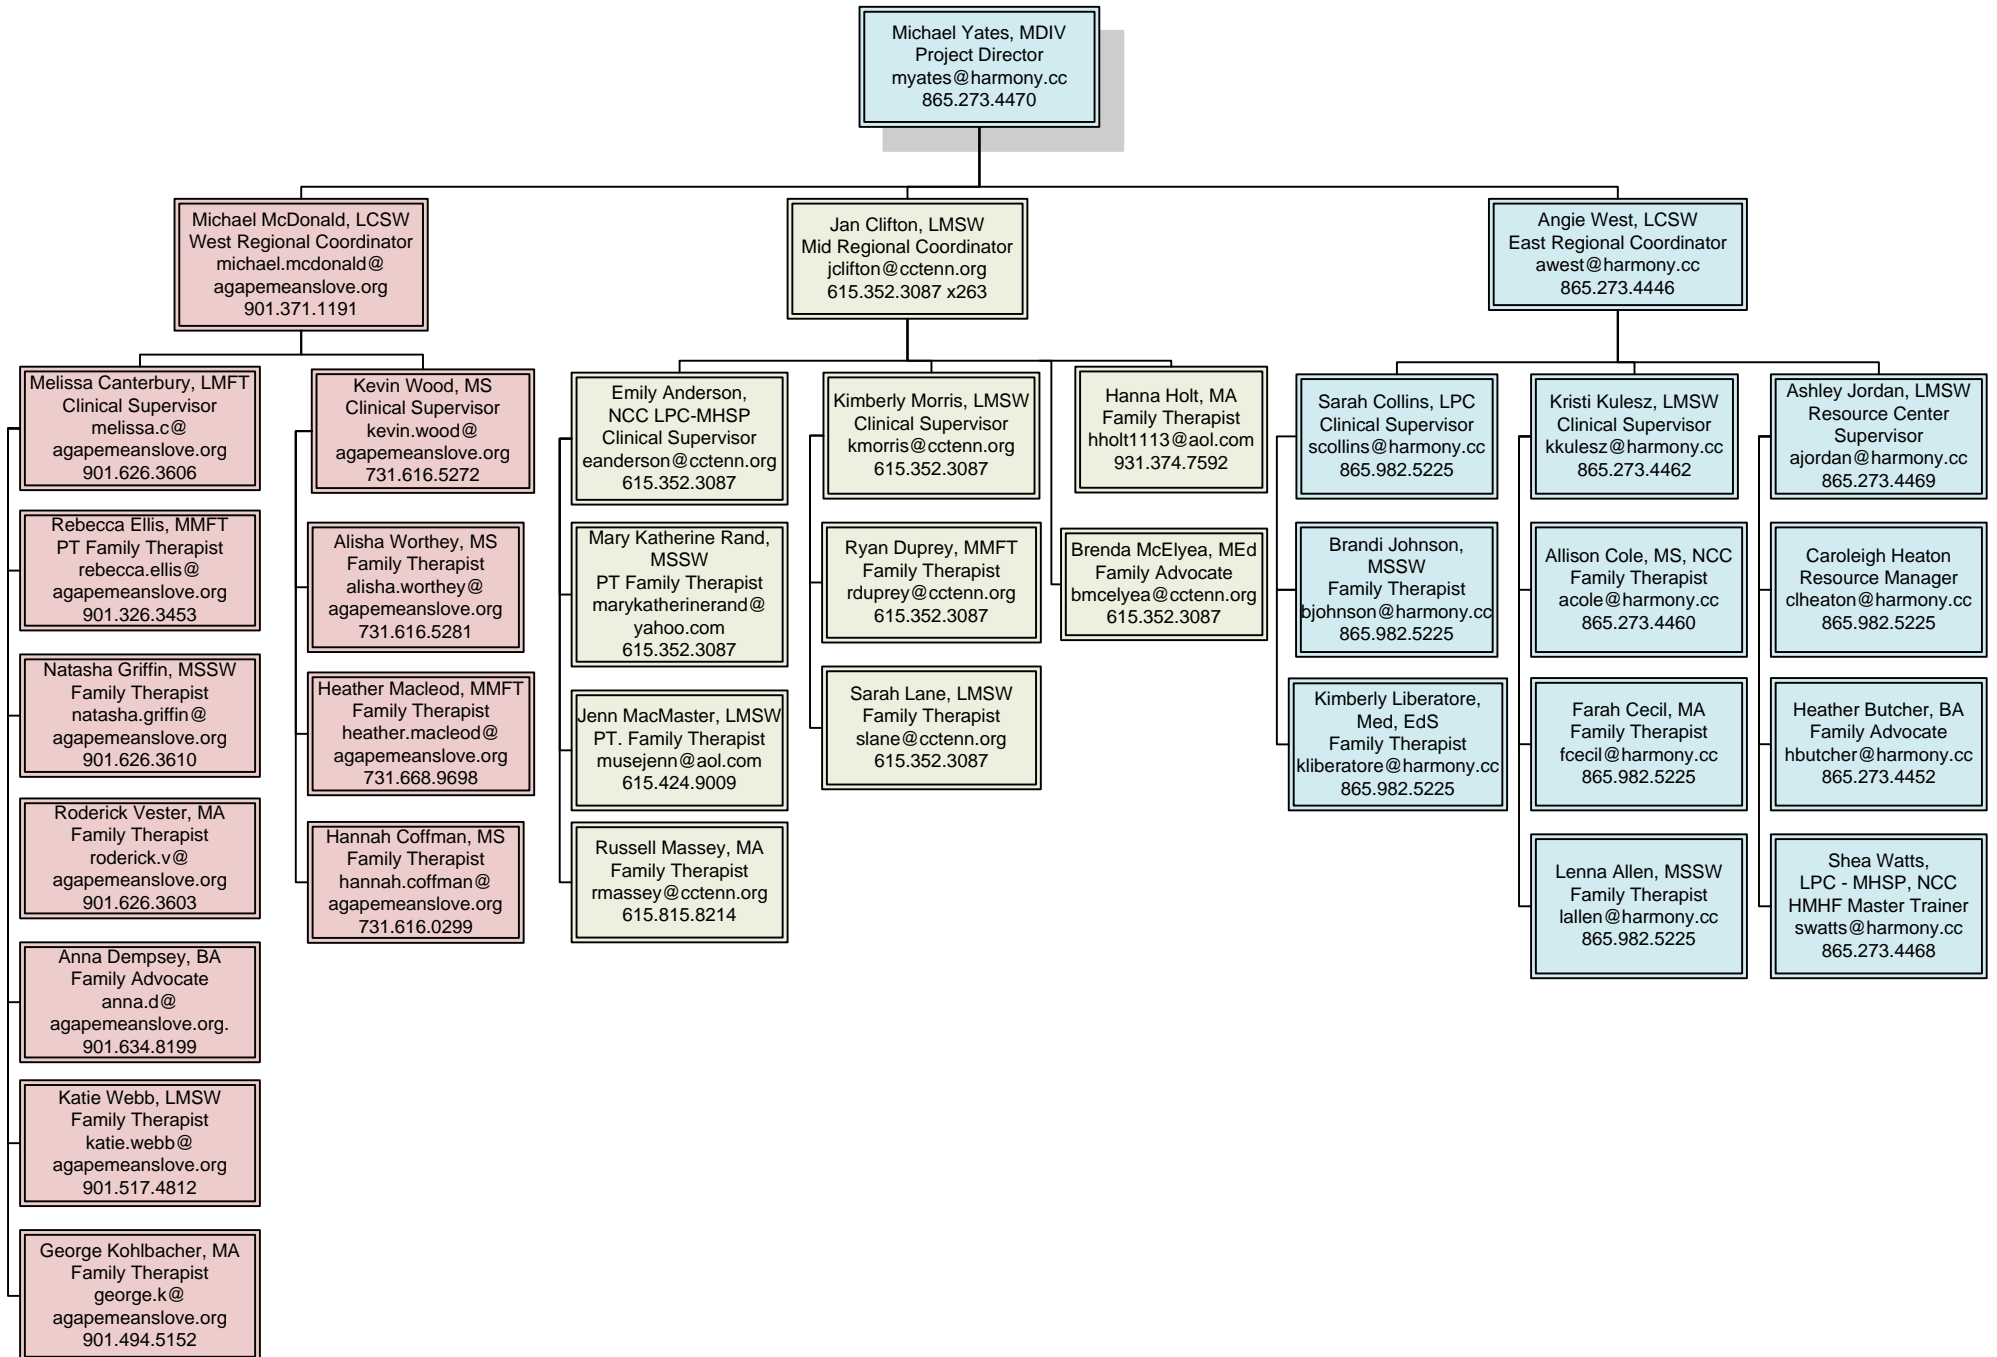 Michael Yates, MDIV
Project Director
myates@harmony.cc
865.273.4470
Michael McDonald, LCSW
West Regional Coordinator
michael.mcdonald@
agapemeanslove.org
901.371.1191
Jan Clifton, LMSW
Mid Regional Coordinator
jclifton@cctenn.org
615.352.3087 x263
Angie West, LCSW
East Regional Coordinator
awest@harmony.cc
865.273.4446
Melissa Canterbury, LMFT
Clinical Supervisor
melissa.c@
agapemeanslove.org
901.626.3606
Rebecca Ellis, MMFT
PT Family Therapist
rebecca.ellis@
agapemeanslove.org
901.326.3453
Natasha Griffin, MSSW
Family Therapist
natasha.griffin@
agapemeanslove.org
901.626.3610
Roderick Vester, MA
Family Therapist
roderick.v@
agapemeanslove.org
901.626.3603
Anna Dempsey, BA
Family Advocate
anna.d@
agapemeanslove.org.
901.634.8199
Katie Webb, LMSW
Family Therapist
katie.webb@
agapemeanslove.org
901.517.4812
George Kohlbacher, MA
Family Therapist
george.k@
agapemeanslove.org
901.494.5152
Kevin Wood, MS
Clinical Supervisor
kevin.wood@
agapemeanslove.org
731.616.5272
Alisha Worthey, MS
Family Therapist
alisha.worthey@
agapemeanslove.org
731.616.5281
Heather Macleod, MMFT
Family Therapist
heather.macleod@
agapemeanslove.org
731.668.9698
Hannah Coffman, MS
Family Therapist
hannah.coffman@
agapemeanslove.org
731.616.0299
Emily Anderson,
NCC LPC-MHSP
Clinical Supervisor
eanderson@cctenn.org
615.352.3087
Mary Katherine Rand,
MSSW
PT Family Therapist
marykatherinerand@
yahoo.com
615.352.3087
Jenn MacMaster, LMSW
PT. Family Therapist
musejenn@aol.com
615.424.9009
Russell Massey, MA
Family Therapist
rmassey@cctenn.org
615.815.8214
Kimberly Morris, LMSW
Clinical Supervisor
kmorris@cctenn.org
615.352.3087
Ryan Duprey, MMFT
Family Therapist
rduprey@cctenn.org
615.352.3087
Sarah Lane, LMSW
Family Therapist
slane@cctenn.org
615.352.3087
Hanna Holt, MA
Family Therapist
hholt1113@aol.com
931.374.7592
Brenda McElyea, MEd
Family Advocate
bmcelyea@cctenn.org
615.352.3087
Sarah Collins, LPC
Clinical Supervisor
scollins@harmony.cc
865.982.5225
Brandi Johnson,
MSSW
Family Therapist
bjohnson@harmony.cc
865.982.5225
Kimberly Liberatore,
Med, EdS
Family Therapist
kliberatore@harmony.cc
865.982.5225
Kristi Kulesz, LMSW
Clinical Supervisor
kkulesz@harmony.cc
865.273.4462
Allison Cole, MS, NCC
Family Therapist
acole@harmony.cc
865.273.4460
Farah Cecil, MA
Family Therapist
fcecil@harmony.cc
865.982.5225
Lenna Allen, MSSW
Family Therapist
lallen@harmony.cc
865.982.5225
Ashley Jordan, LMSW
Resource Center
Supervisor
ajordan@harmony.cc
865.273.4469
Caroleigh Heaton
Resource Manager
clheaton@harmony.cc
865.982.5225
Heather Butcher, BA
Family Advocate
hbutcher@harmony.cc
865.273.4452
Shea Watts,
LPC - MHSP, NCC
HMHF Master Trainer
swatts@harmony.cc
865.273.4468